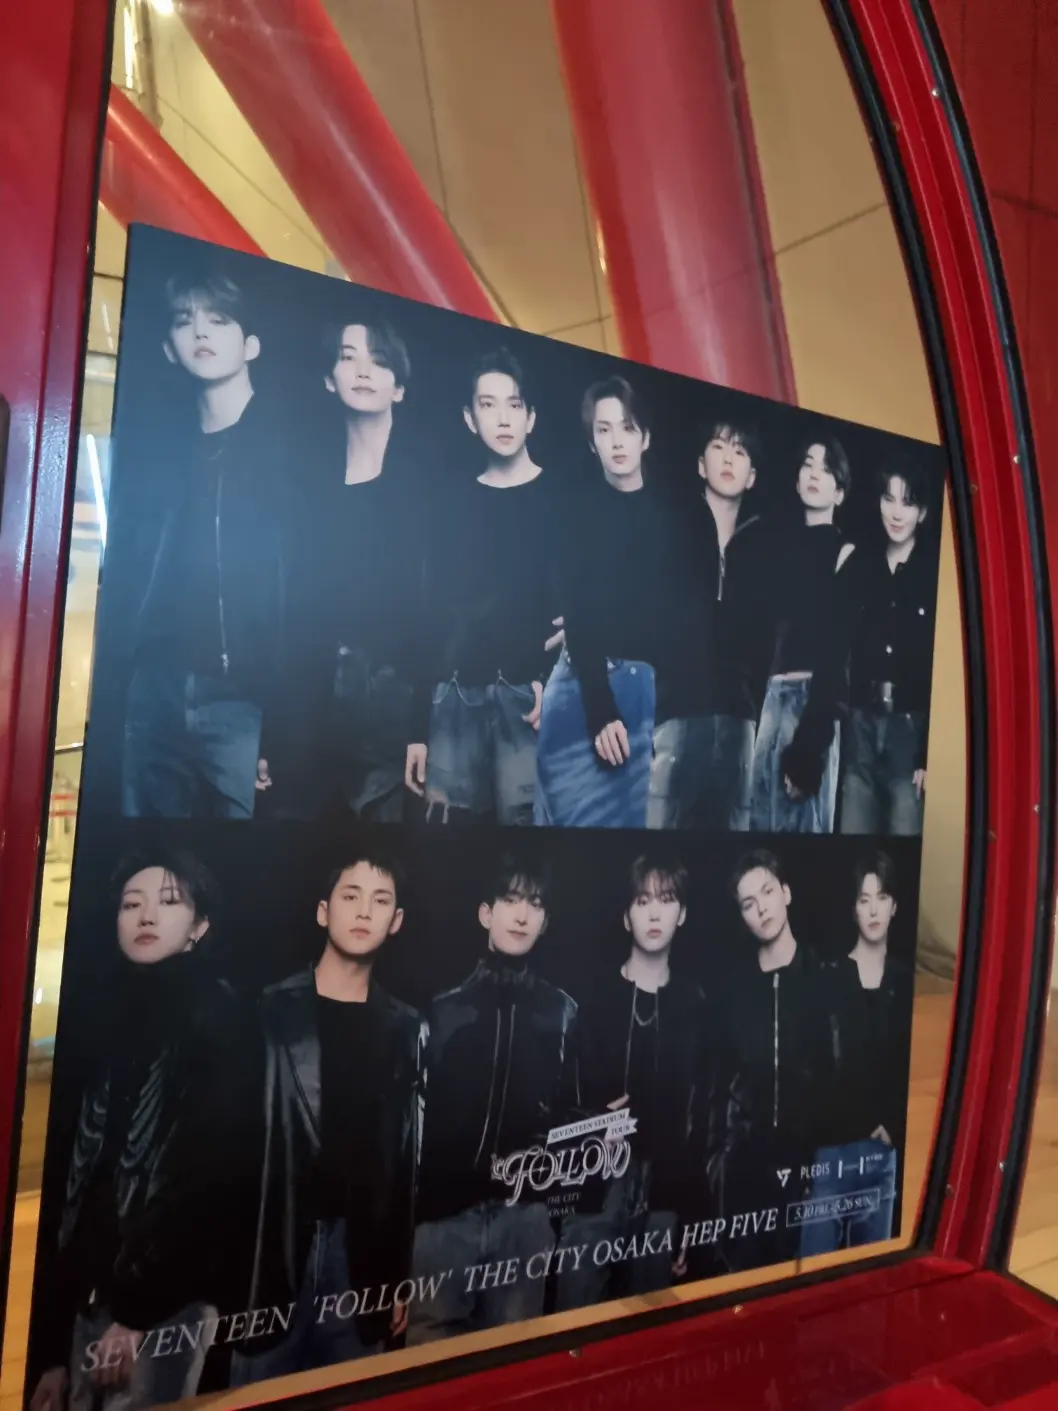 SEVENTEEN STADIUM
TOUR
FOLLOW
THE CITY
OSAKA
PLEDIS
5.10 FRI.-5.26 SUN.
SEVENTEEN 'FOLLOW' THE CITY OSAKA HEP FIVE